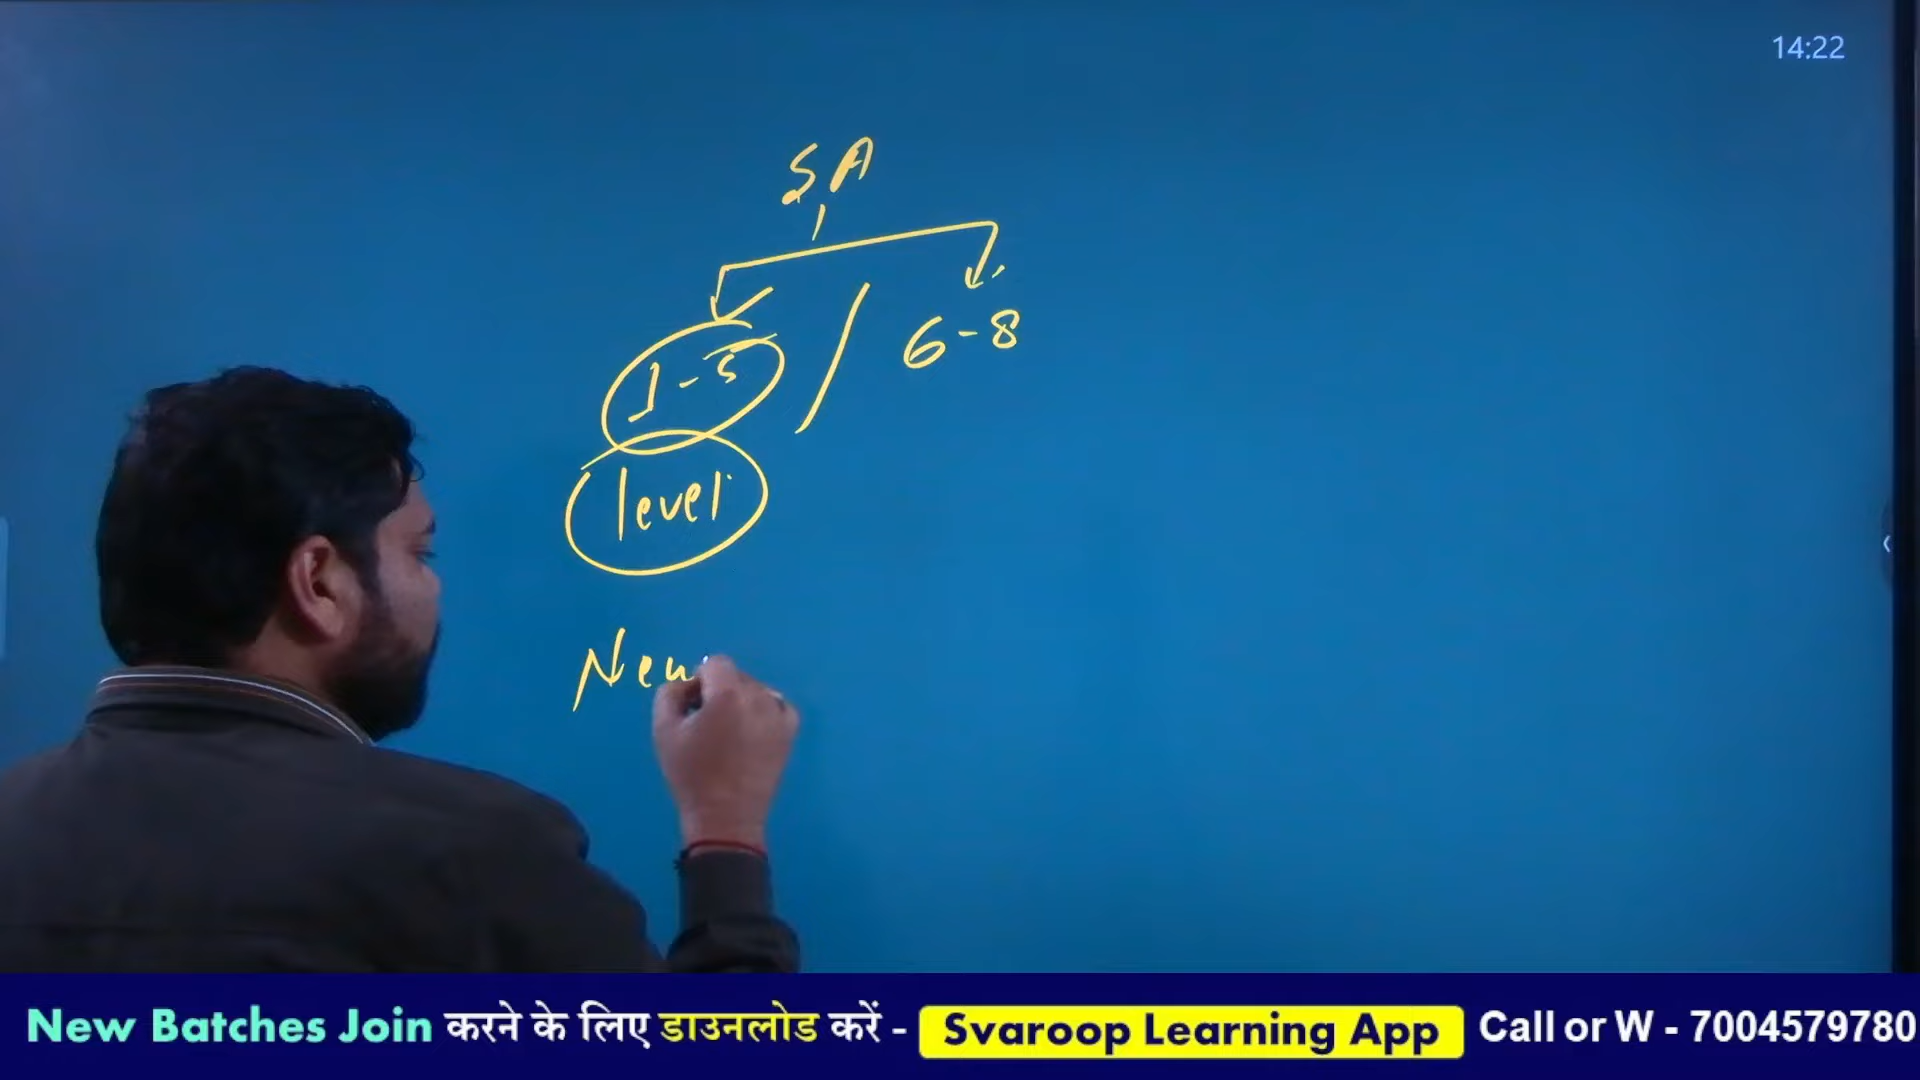 14:22
SA
1-5 / 6-8
level
New
New Batches Join करने के लिए डाउनलोड करें - Svaroop Learning App Call or W - 7004579780